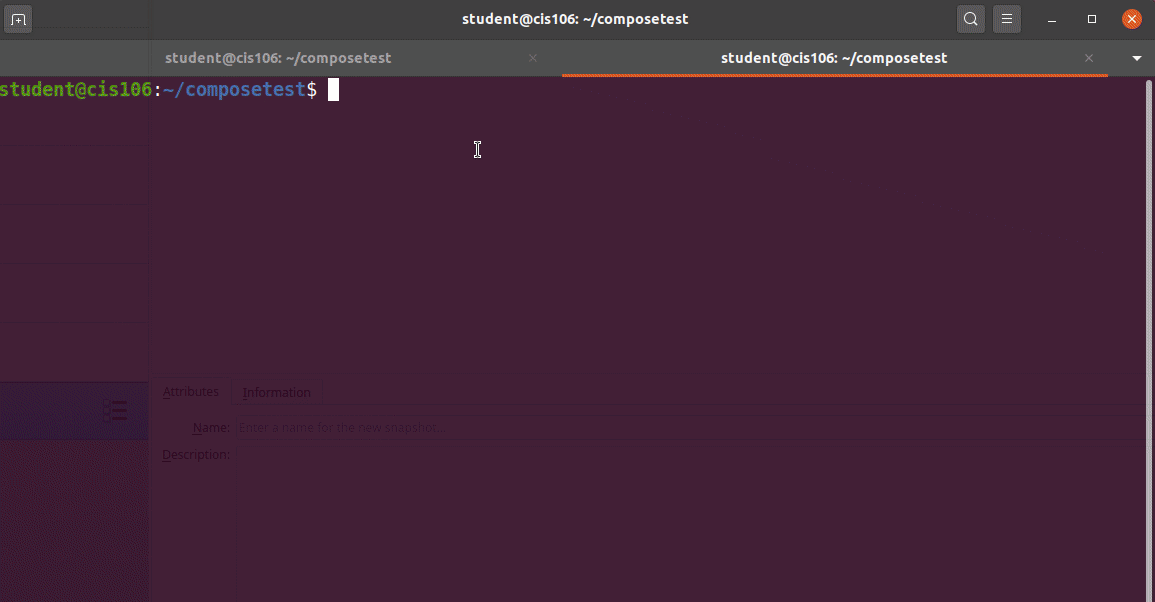 student@cis106: ~/composetest
student@cis106: ~/composetest × student@cis106: ~/composetest ×
student@cis106:~/composetest$
Attributes Information
Name: Enter a name for the new snapshot...
Description: